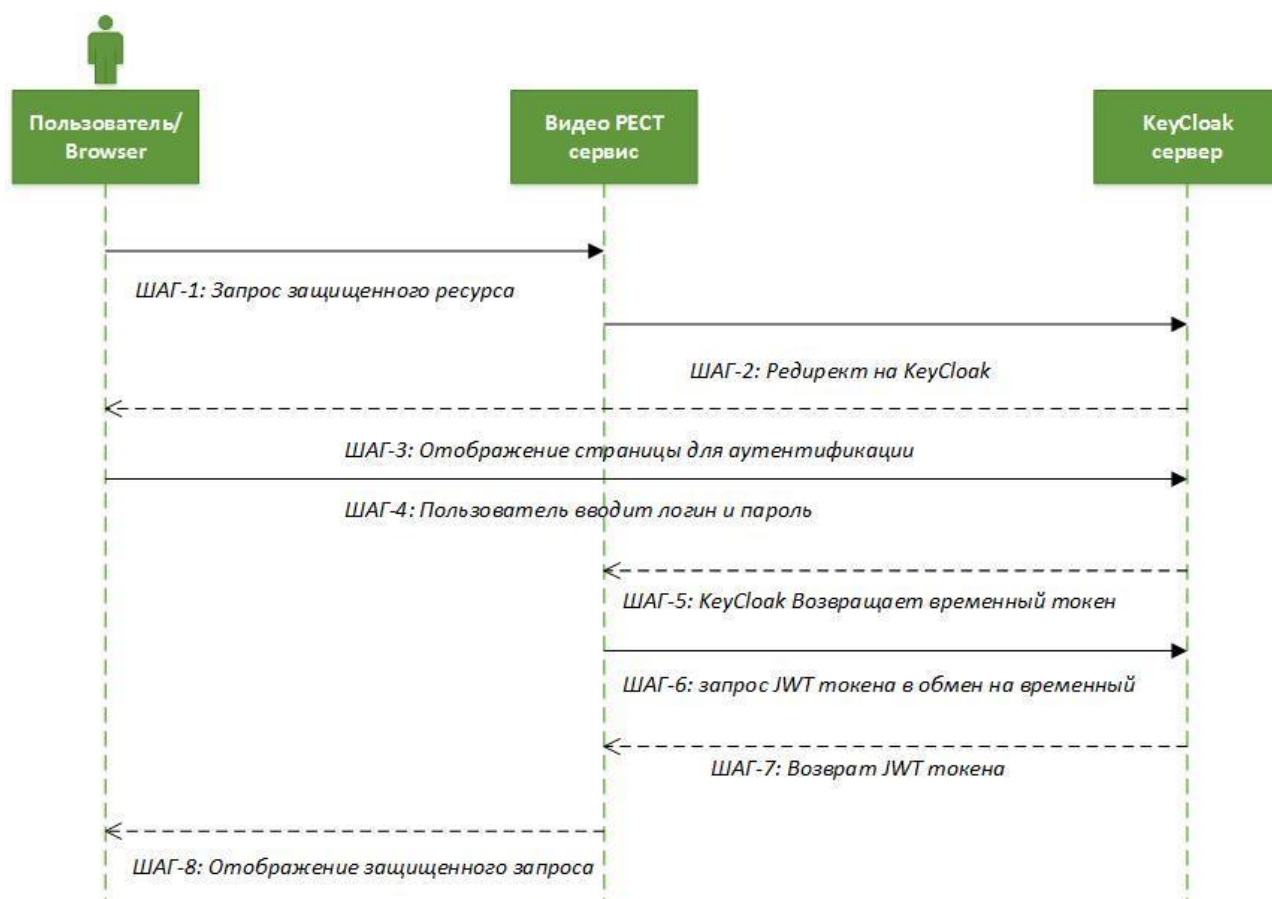 Пользователь/
Browser
Видео РЕСТ
сервис
KeyCloak
сервер
ШАГ-1: Запрос защищенного ресурса
ШАГ-2: Редирект на KeyCloak
ШАГ-3: Отображение страницы для аутентификации
ШАГ-4: Пользователь вводит логин и пароль
ШАГ-5: KeyCloak Возвращает временный токен
ШАГ-6: запрос JWT токена в обмен на временный
ШАГ-7: Возврат JWT токена
ШАГ-8: Отображение защищенного запроса